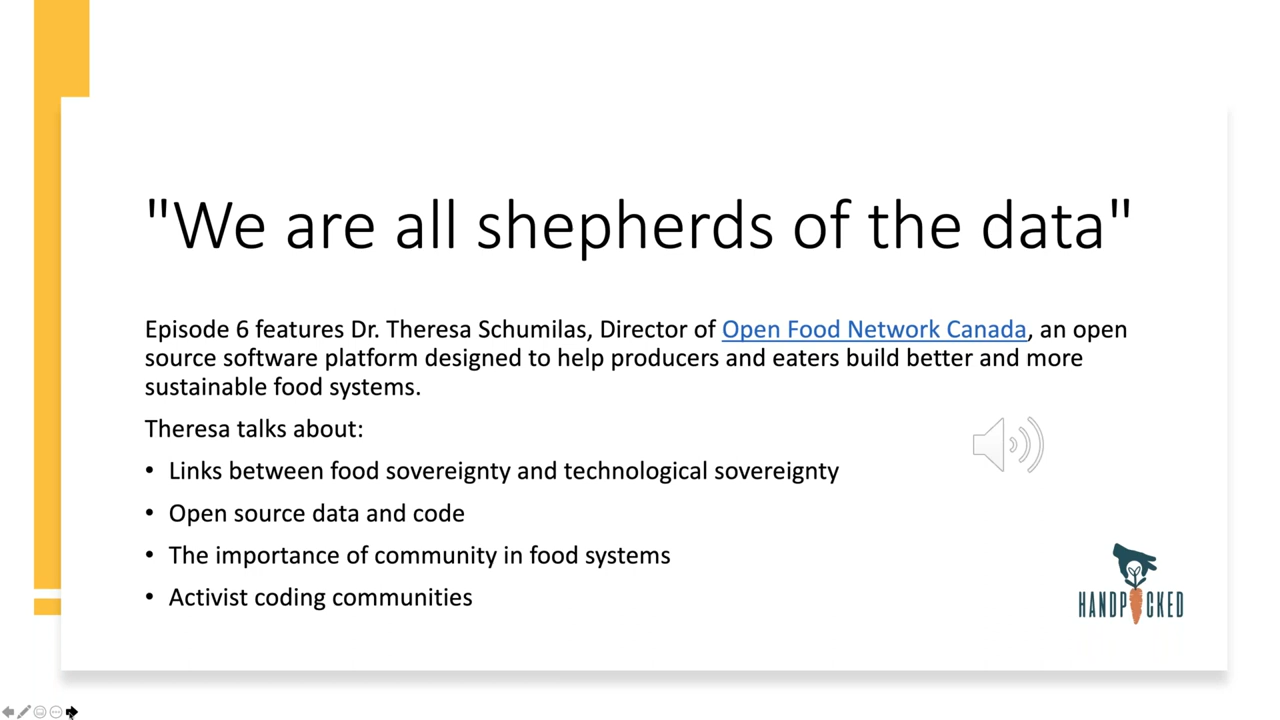 "We are all shepherds of the data"
Episode 6 features Dr. Theresa Schumilas, Director of Open Food Network Canada, an open
source software platform designed to help producers and eaters build better and more
sustainable food systems.
Theresa talks about:
• Links between food sovereignty and technological sovereignty
• Open source data and code
• The importance of community in food systems
• Activist coding communities
HANDPICKED